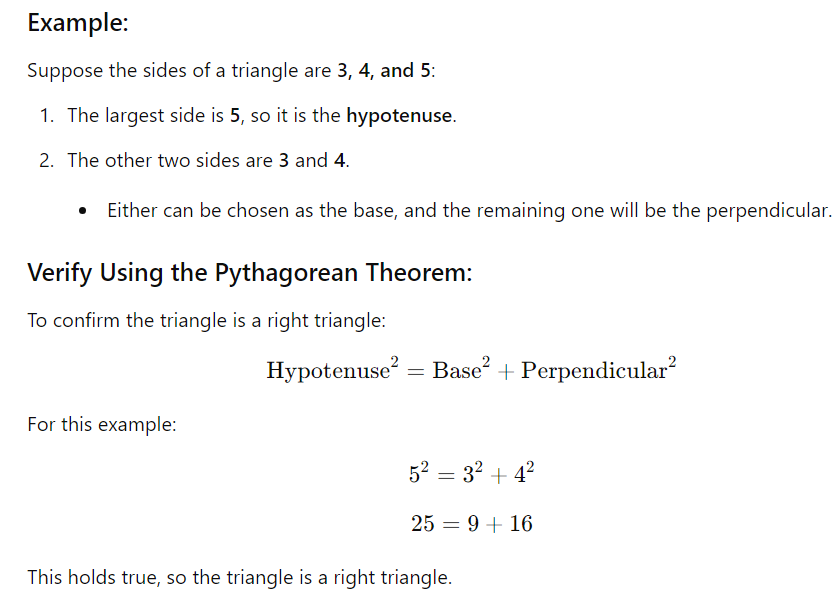 Example:
Suppose the sides of a triangle are 3, 4, and 5:
1. The largest side is 5, so it is the hypotenuse.
2. The other two sides are 3 and 4.
• Either can be chosen as the base, and the remaining one will be the perpendicular.
Verify Using the Pythagorean Theorem:
To confirm the triangle is a right triangle:
Hypotenuse² = Base² + Perpendicular²
For this example:
5² = 3² + 4²
25 = 9 + 16
This holds true, so the triangle is a right triangle.